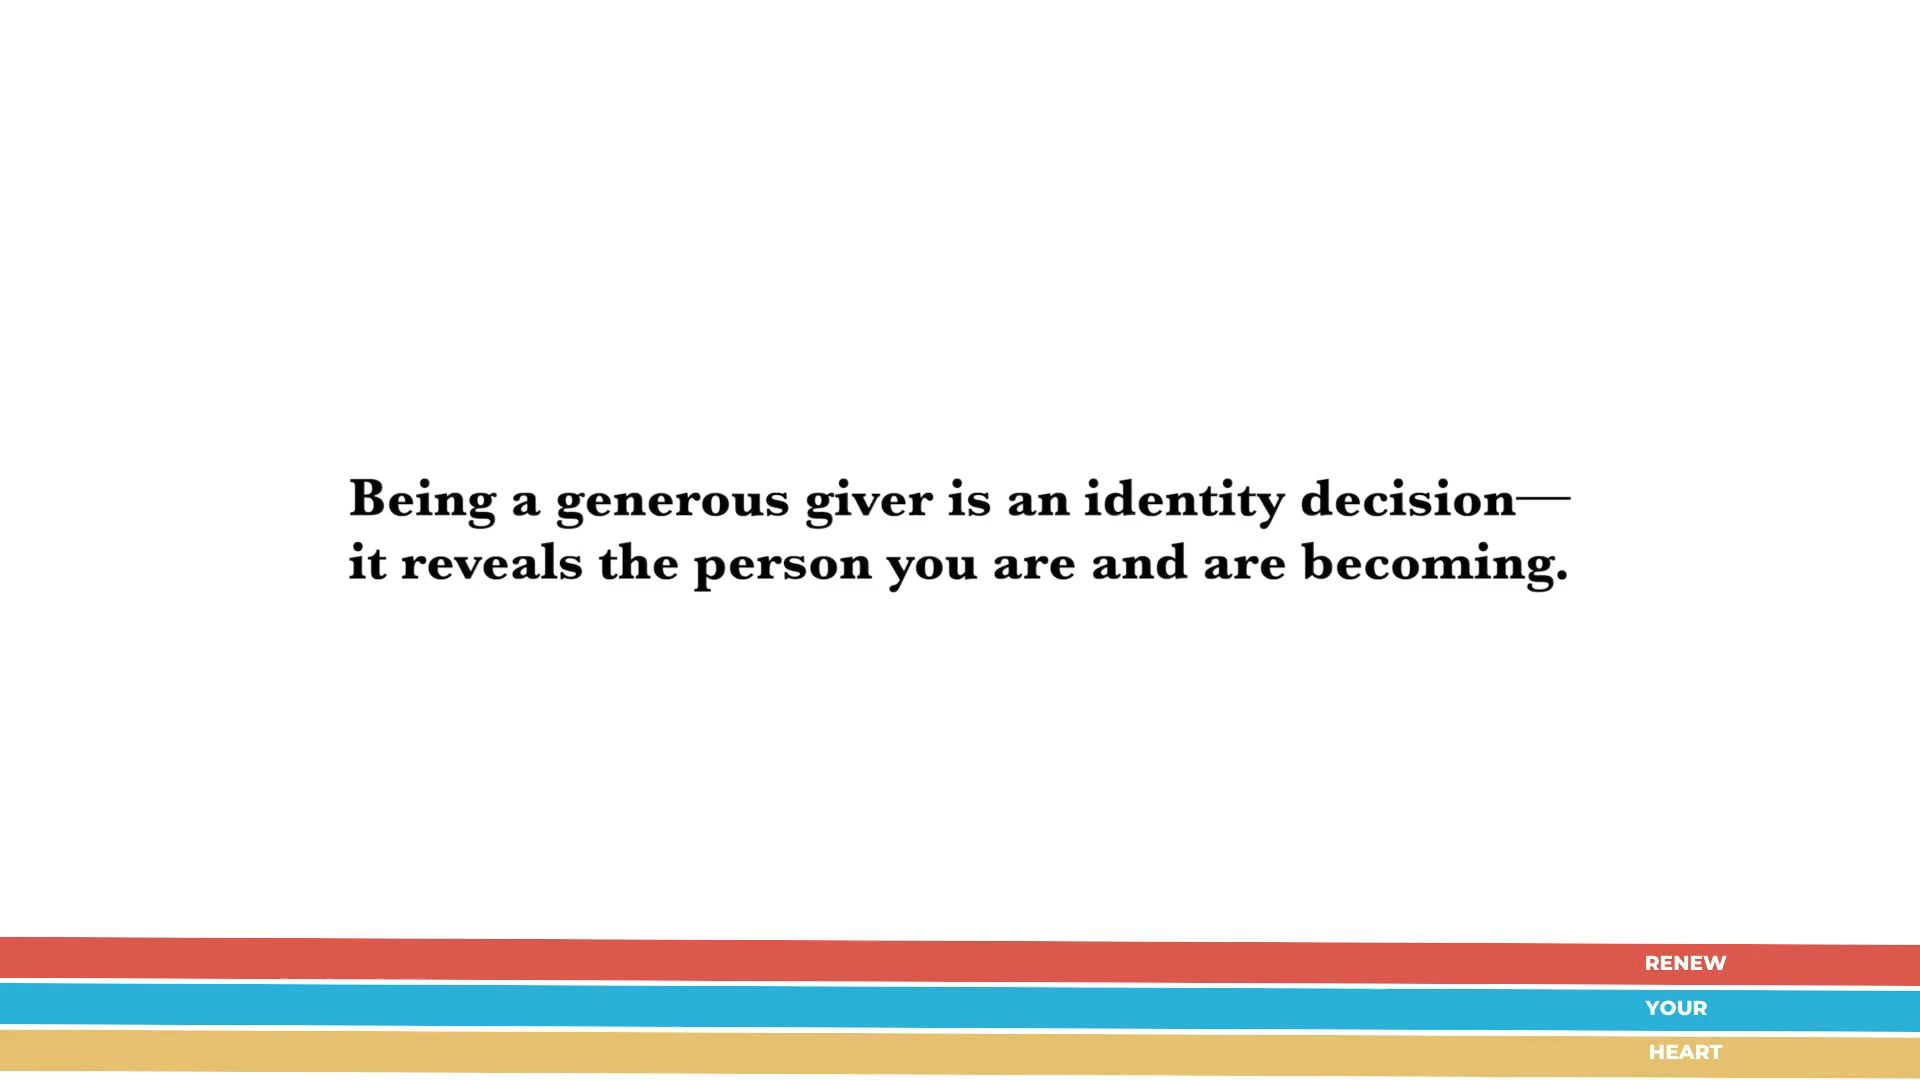 Being a generous giver is an identity decision—
it reveals the person you are and are becoming.
RENEW
YOUR
HEART